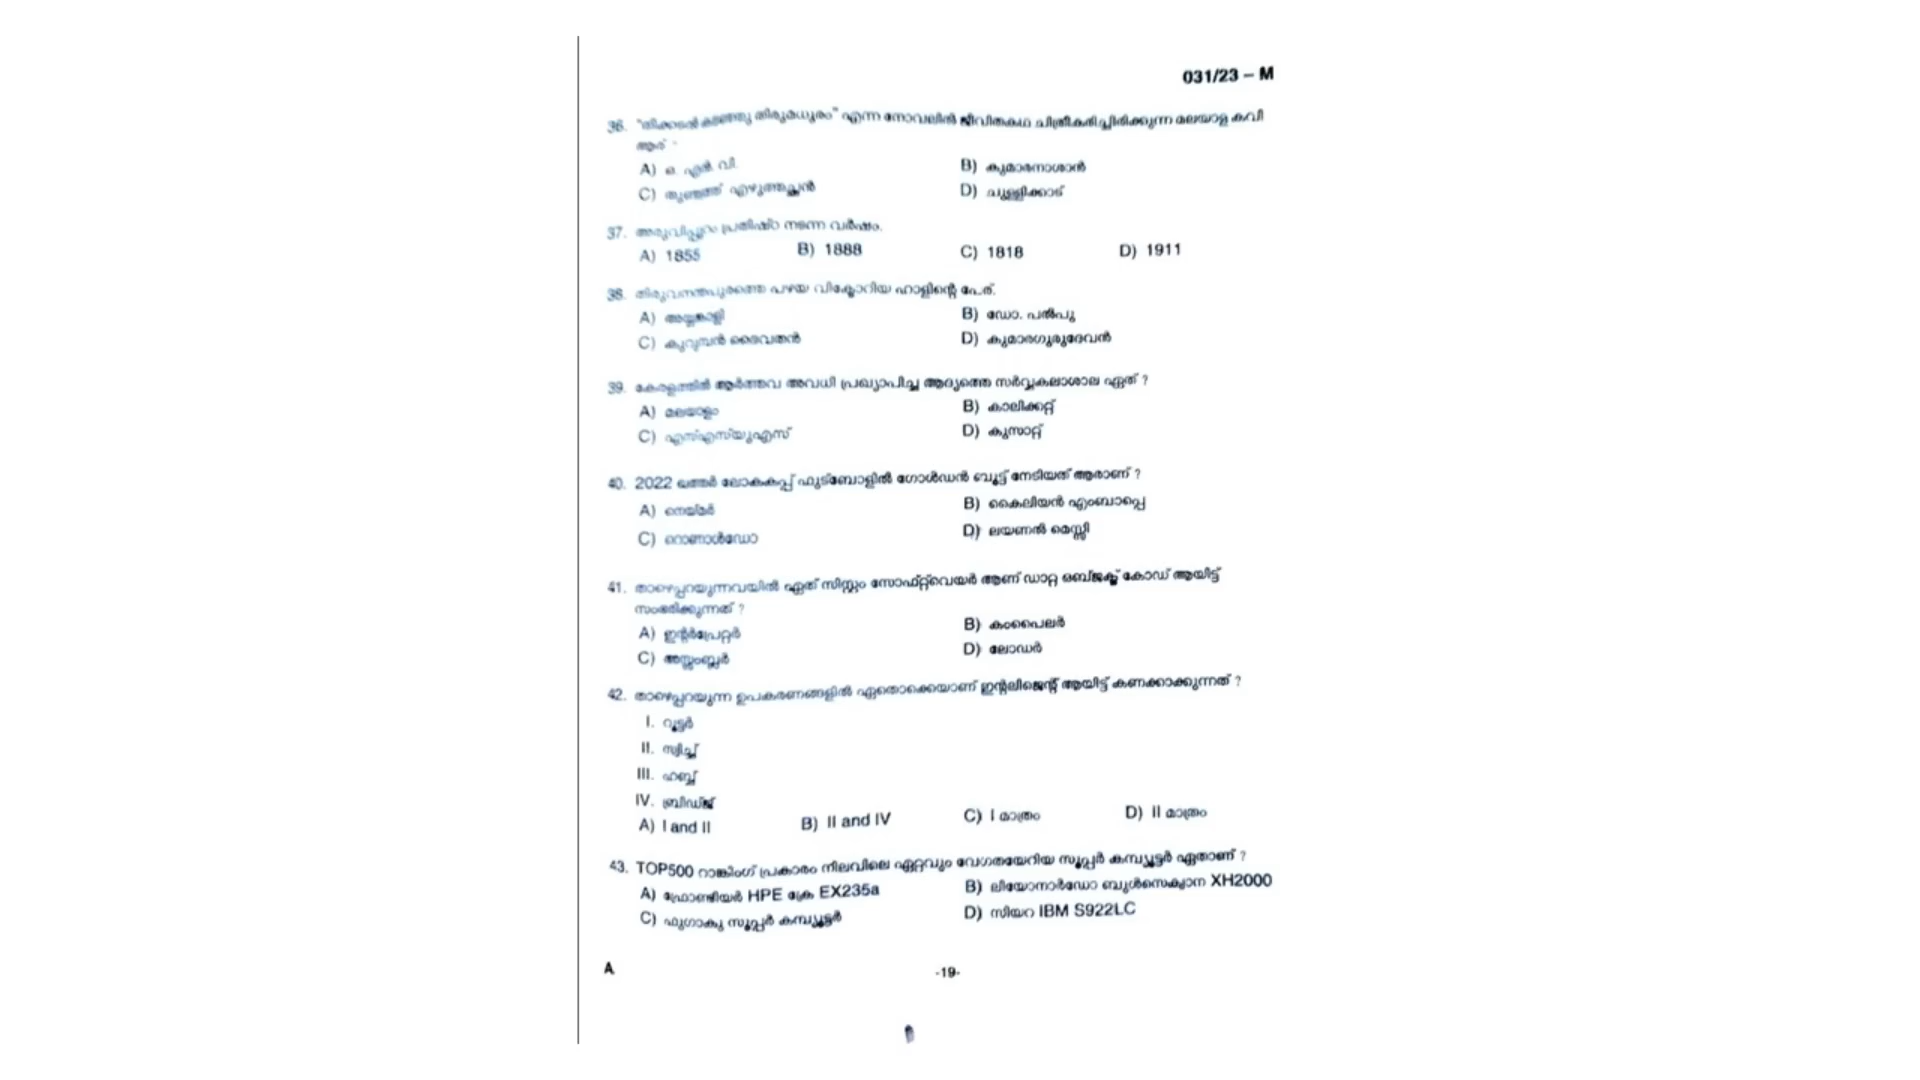 031/23 – M
36. "തീക്കടൽ കടഞ്ഞു തിരുമധുരം" എന്ന നോവലിൽ ജീവിതകഥ ചിത്രീകരിച്ചിരിക്കുന്ന മലയാള കവി
ആര്
A) ഒ. എൻ. വി. B) കുമാരനാശാൻ
C) തുഞ്ചത്ത് എഴുത്തച്ഛൻ D) ചുള്ളിക്കാട്
37. അരുവിപ്പുറം പ്രതിഷ്ഠ നടന്ന വർഷം.
A) 1855 B) 1888 C) 1818 D) 1911
38. തിരുവനന്തപുരത്തെ പഴയ വിക്ടോറിയ ഹാളിന്റെ പേര്.
A) അയ്യങ്കാളി B) ഡോ. പൽപു
C) കുറുമ്പൻ ദൈവത്താൻ D) കുമാരഗുരുദേവൻ
39. കേരളത്തിൽ ആർത്തവ അവധി പ്രഖ്യാപിച്ച ആദ്യത്തെ സർവ്വകലാശാല ഏത് ?
A) മലയാളം B) കാലിക്കറ്റ്
C) എസ്എസ്‌യുഎസ് D) കുസാറ്റ്
40. 2022 ഖത്തർ ലോകകപ്പ് ഫുട്ബോളിൽ ഗോൾഡൻ ബൂട്ട് നേടിയത് ആരാണ് ?
A) നെയ്മർ B) കൈലിയൻ എംബാപ്പെ
C) റൊണാൾഡോ D) ലയണൽ മെസ്സി
41. താഴെപ്പറയുന്നവയിൽ ഏത് സിസ്റ്റം സോഫ്റ്റ്‌വെയർ ആണ് ഡാറ്റ ഒബ്ജക്ട് കോഡ് ആയിട്ട്
സംഭരിക്കുന്നത് ?
A) ഇന്റർപ്രേറ്റർ B) കംപൈലർ
C) അസ്സംബ്ലർ D) ലോഡർ
42. താഴെപ്പറയുന്ന ഉപകരണങ്ങളിൽ ഏതൊക്കെയാണ് ഇന്റലിജെന്റ് ആയിട്ട് കണക്കാക്കുന്നത് ?
I. റൂട്ടർ
II. സ്വിച്ച്
III. ഹബ്ബ്
IV. ബ്രിഡ്ജ്
A) I and II B) II and IV C) I മാത്രം D) II മാത്രം
43. TOP500 റാങ്കിംഗ് പ്രകാരം നിലവിലെ ഏറ്റവും വേഗതയേറിയ സൂപ്പർ കമ്പ്യൂട്ടർ ഏതാണ് ?
A) ഫ്രോണ്ടിയർ HPE ക്രേ EX235a B) ലിയോനാർഡോ ബുൾസെക്വാന XH2000
C) ഫുഗാകു സൂപ്പർ കമ്പ്യൂട്ടർ D) സിയറ IBM S922LC
A -19-